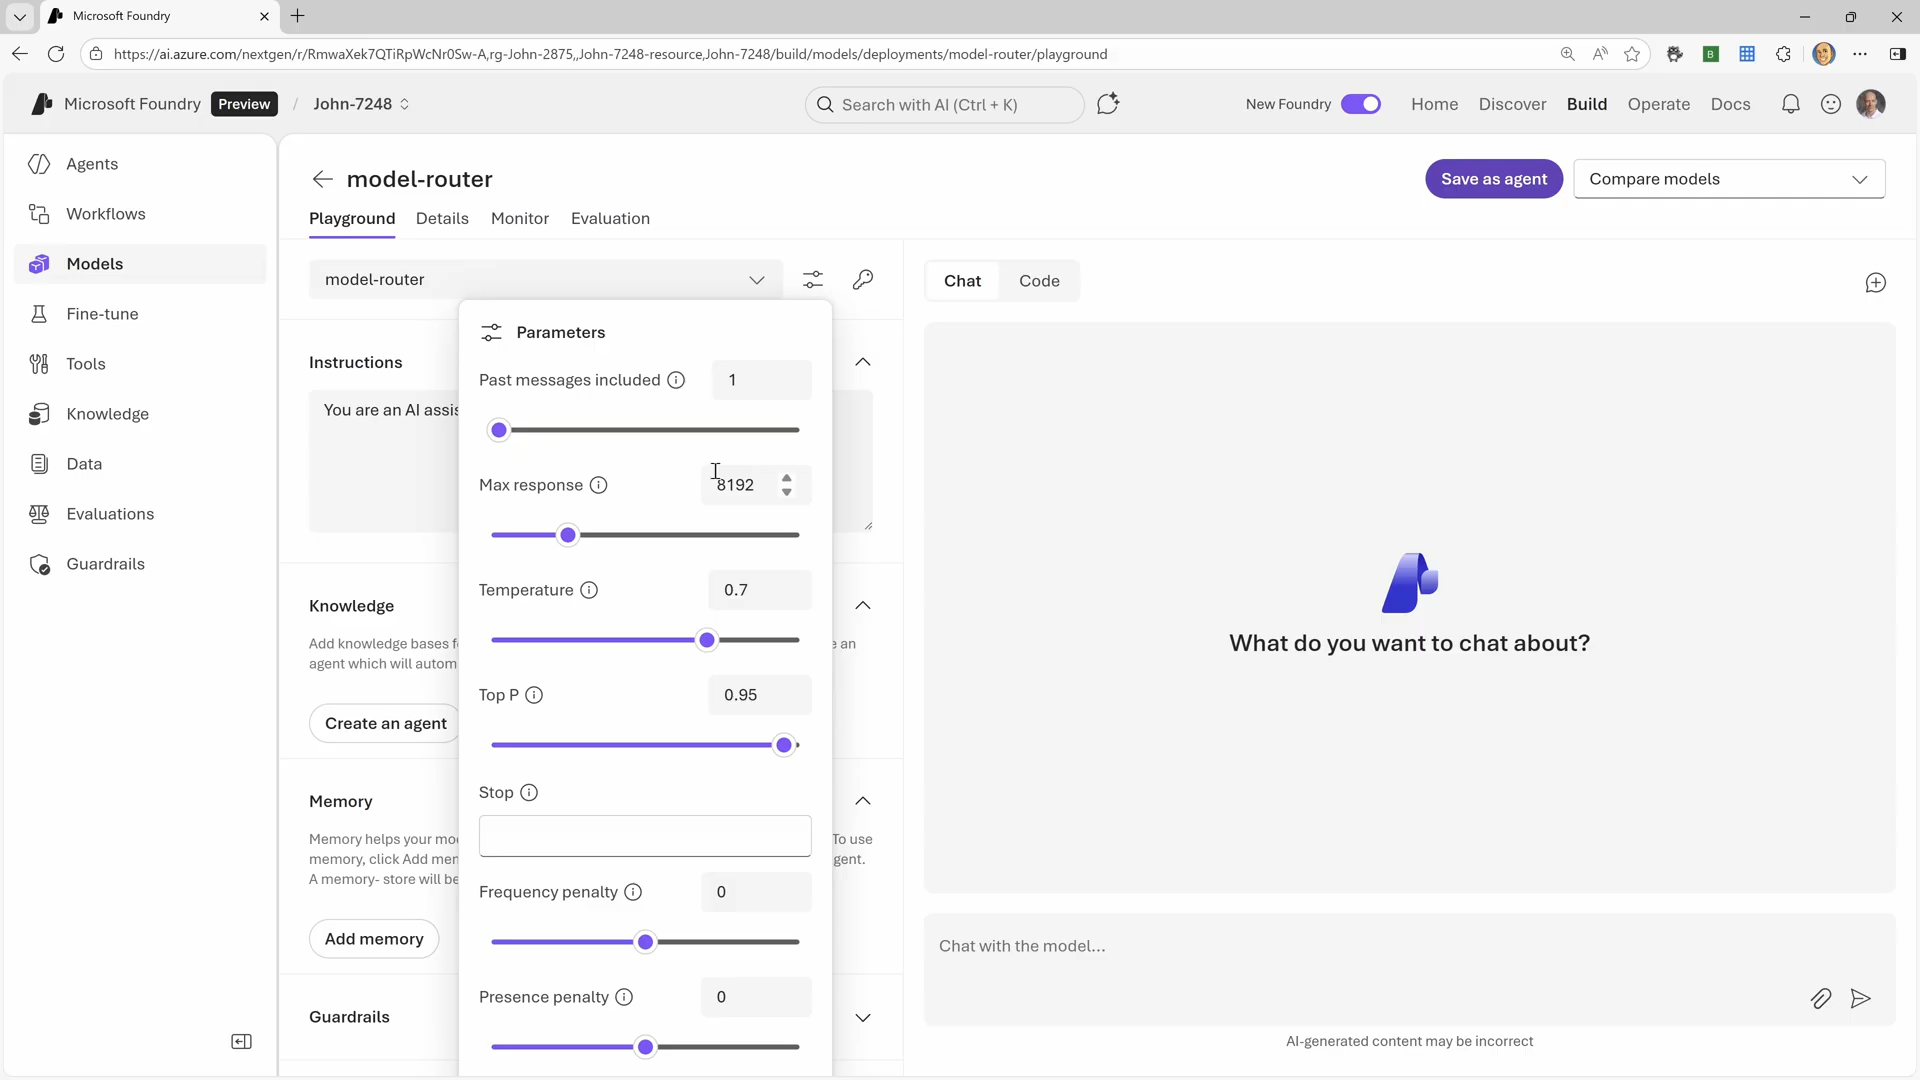 Microsoft Foundry
https://ai.azure.com/nextgen/r/RmwaXek7QTiRpWcNr0Sw-A,rg-John-2875,,John-7248-resource,John-7248/build/models/deployments/model-router/playground
B
Microsoft Foundry Preview / John-7248
Search with AI (Ctrl + K)
New Foundry Home Discover Build Operate Docs
Agents
Workflows
Models
Fine-tune
Tools
Knowledge
Data
Evaluations
Guardrails
model-router
Save as agent
Compare models
Playground Details Monitor Evaluation
model-router
Instructions
You are an AI assis
Knowledge
Add knowledge bases f
e an
agent which will autom
Create an agent
Memory
Memory helps your mo
To use
memory, click Add mer
gent.
A memory- store will be
Add memory
Guardrails
Parameters
Past messages included 1
Max response 8192
Temperature 0.7
Top P 0.95
Stop
Frequency penalty 0
Presence penalty 0
Chat Code
What do you want to chat about?
Chat with the model...
AI-generated content may be incorrect